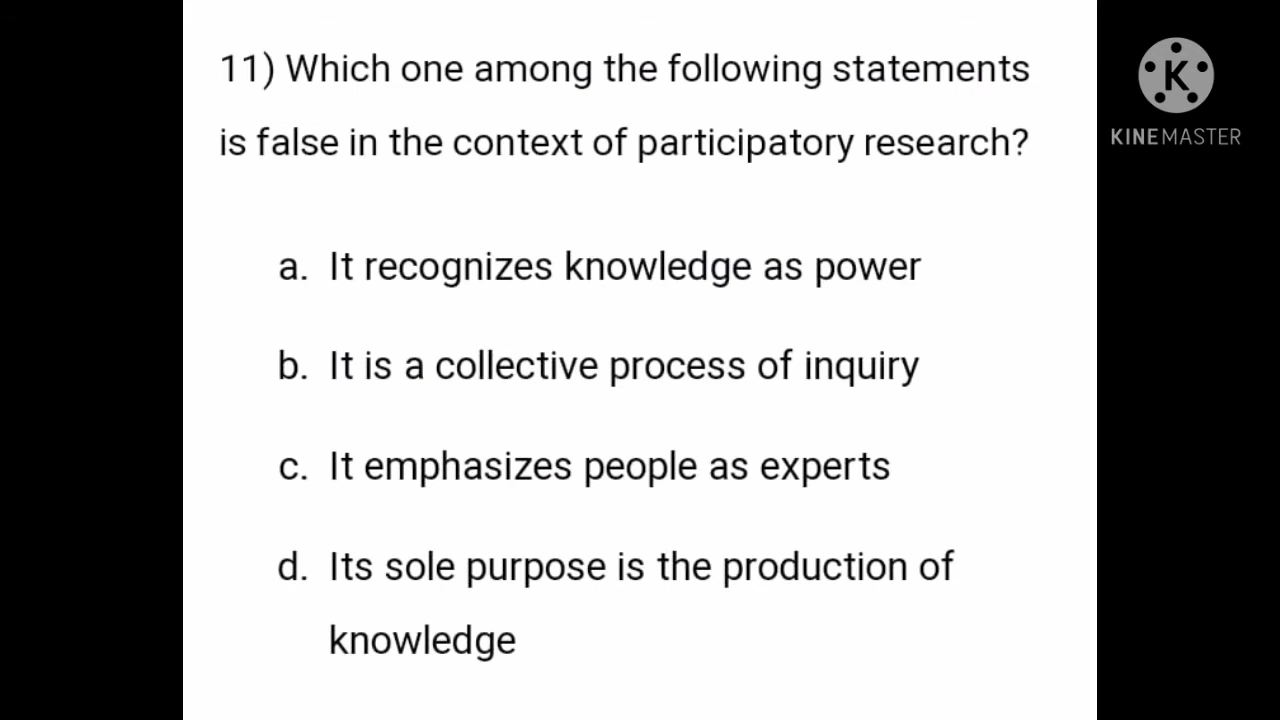 11) Which one among the following statements
is false in the context of participatory research?
a. It recognizes knowledge as power
b. It is a collective process of inquiry
c. It emphasizes people as experts
d. Its sole purpose is the production of
knowledge
K
KINEMASTER